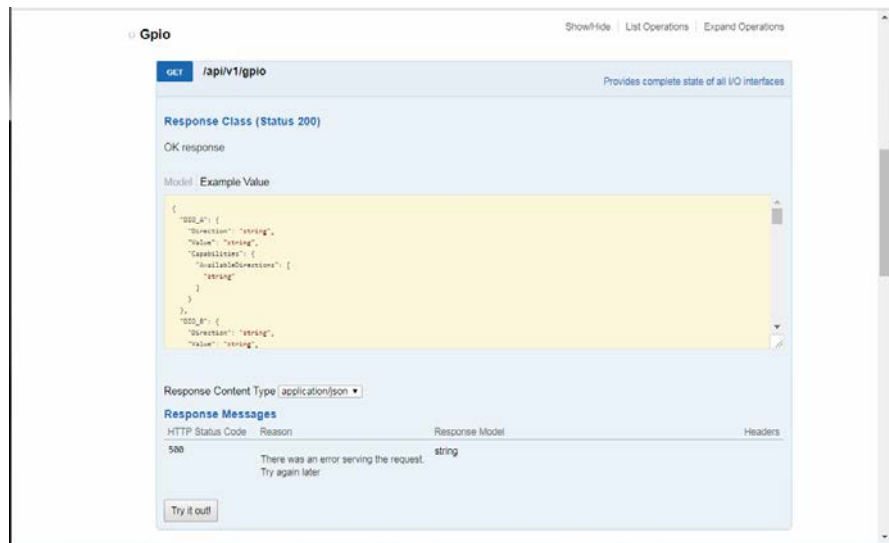 Gpio
Show/Hide List Operations Expand Operations
GET /api/v1/gpio
Provides complete state of all I/O interfaces
Response Class (Status 200)
OK response
Model Example Value
{
"DIO_A": {
"Direction": "string",
"Value": "string",
"Capabilities": {
"AvailableDirections": [
"string"
]
}
},
"DIO_B": {
"Direction": "string",
"Value": "string",
Response Content Type application/json
Response Messages
HTTP Status Code Reason Response Model Headers
500 There was an error serving the request. string
Try again later
Try it out!